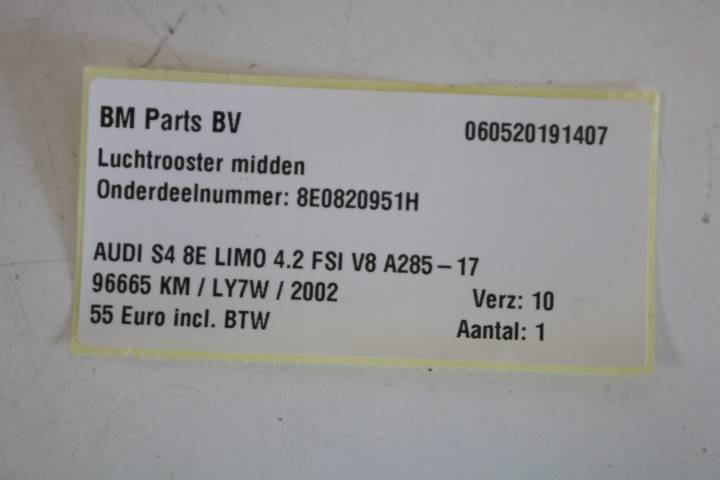 BM Parts BV 060520191407
Luchtrooster midden
Onderdeelnummer: 8E0820951H
AUDI S4 8E LIMO 4.2 FSI V8 A285-17
96665 KM / LY7W / 2002 Verz: 10
55 Euro incl. BTW Aantal: 1